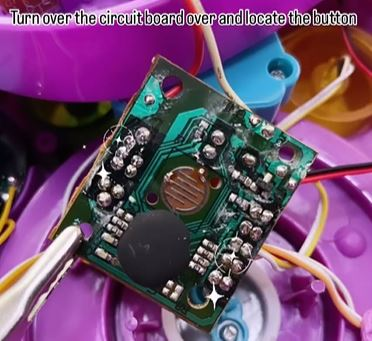 Turn over the circuit board over and locate the button